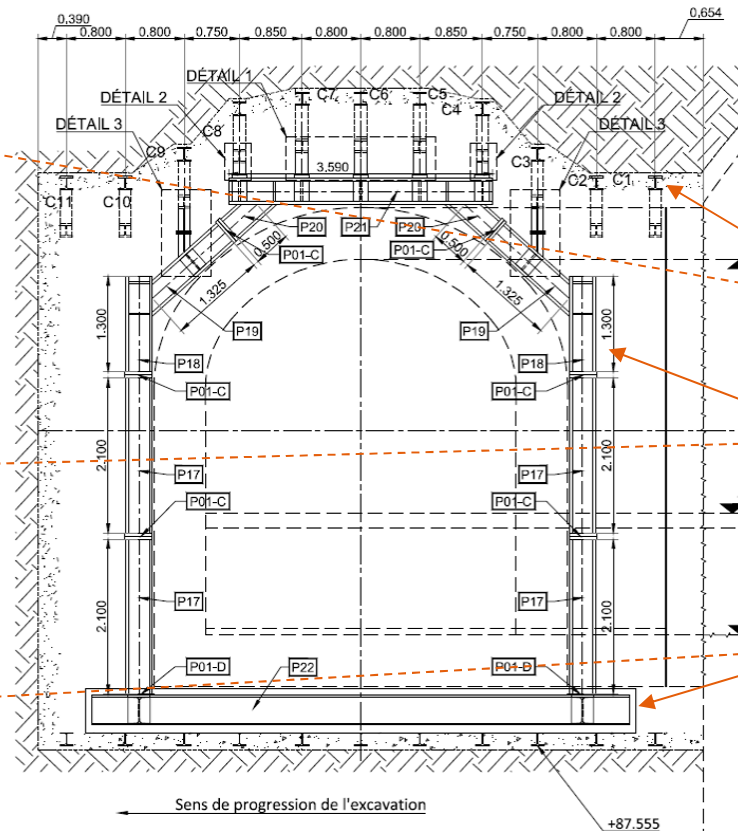 0,390
0,654
0.800
0.800
0.750
0.850
0.800
0.800
0.850
0.750
0.800
0.800
DÉTAIL 1
DÉTAIL 2
DÉTAIL 2
DÉTAIL 3
DÉTAIL 3
C11
C10
C9
C8
C7
C6
C5
C4
C3
C2
C1
3.590
P20
P21
P20
P01-C
P01-C
0.500
0.500
1.325
1.325
P19
P19
1.300
1.300
P18
P18
P01-C
P01-C
2.100
2.100
P17
P17
P01-C
P01-C
2.100
2.100
P17
P17
P01-D
P22
P01-D
Sens de progression de l'excavation
+87.555